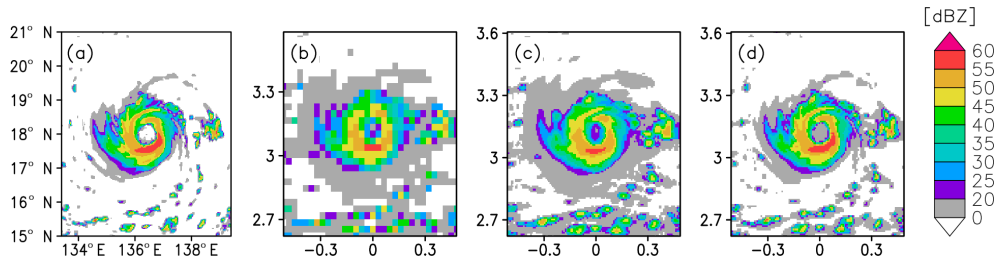 [dBZ]
21° N
20° N
19° N
18° N
17° N
16° N
15° N
134° E
138° E
(a)
3.3
3
2.7
−0.3
0
0.3
(b)
3.6
3.3
3
2.7
−0.3
0
0.3
(c)
3.6
3.3
3
2.7
−0.3
0
0.3
(d)
60
55
50
45
40
35
30
25
20
0